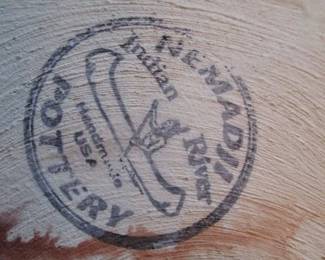 NEMADJI
POTTERY
Indian
River
Handmade
USA